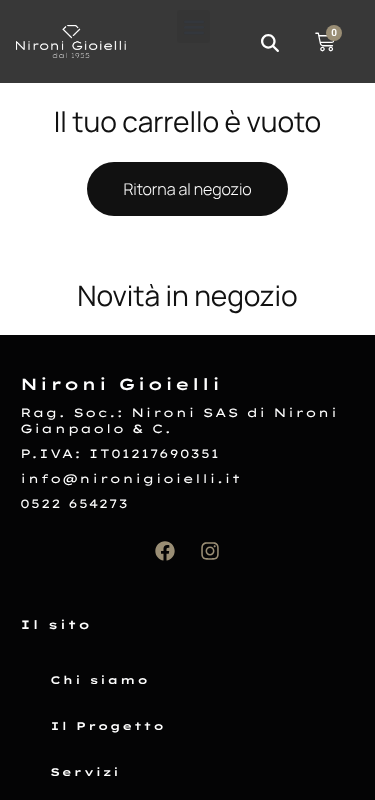 Nironi Gioielli
dal 1955
0
Il tuo carrello è vuoto
Ritorna al negozio
Novità in negozio
Nironi Gioielli
Rag. Soc.: Nironi SAS di Nironi
Gianpaolo & C.
P.IVA: IT01217690351
info@nironigioielli.it
0522 654273
Il sito
Chi siamo
Il Progetto
Servizi